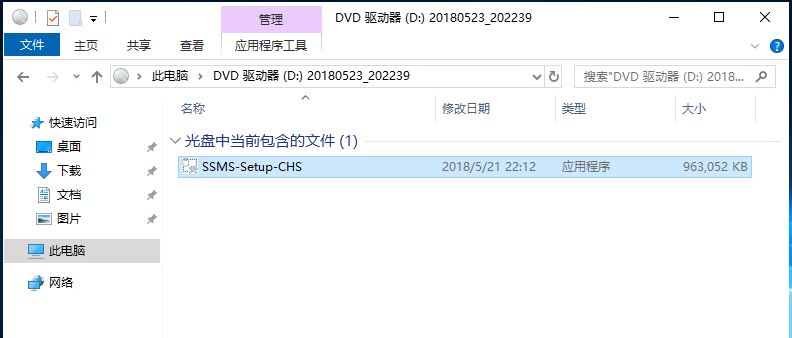 管理 DVD 驱动器 (D:) 20180523_202239
文件 主页 共享 查看 应用程序工具
此电脑 DVD 驱动器 (D:) 20180523_202239 搜索"DVD 驱动器 (D:) 2018...
名称 修改日期 类型 大小
快速访问
桌面
下载
文档
图片
此电脑
网络
光盘中当前包含的文件 (1)
SSMS-Setup-CHS 2018/5/21 22:12 应用程序 963,052 KB